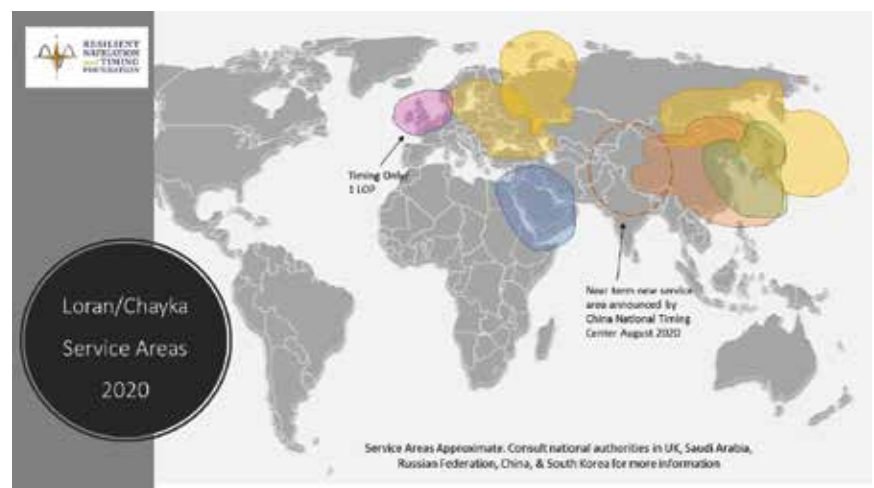 RESILIENT
NAVIGATION
and TIMING
FOUNDATION
Timing Only
1 LOP
Near term new service
area announced by
China National Timing
Center August 2020
Loran/Chayka
Service Areas
2020
Service Areas Approximate. Consult national authorities in UK, Saudi Arabia,
Russian Federation, China, & South Korea for more information